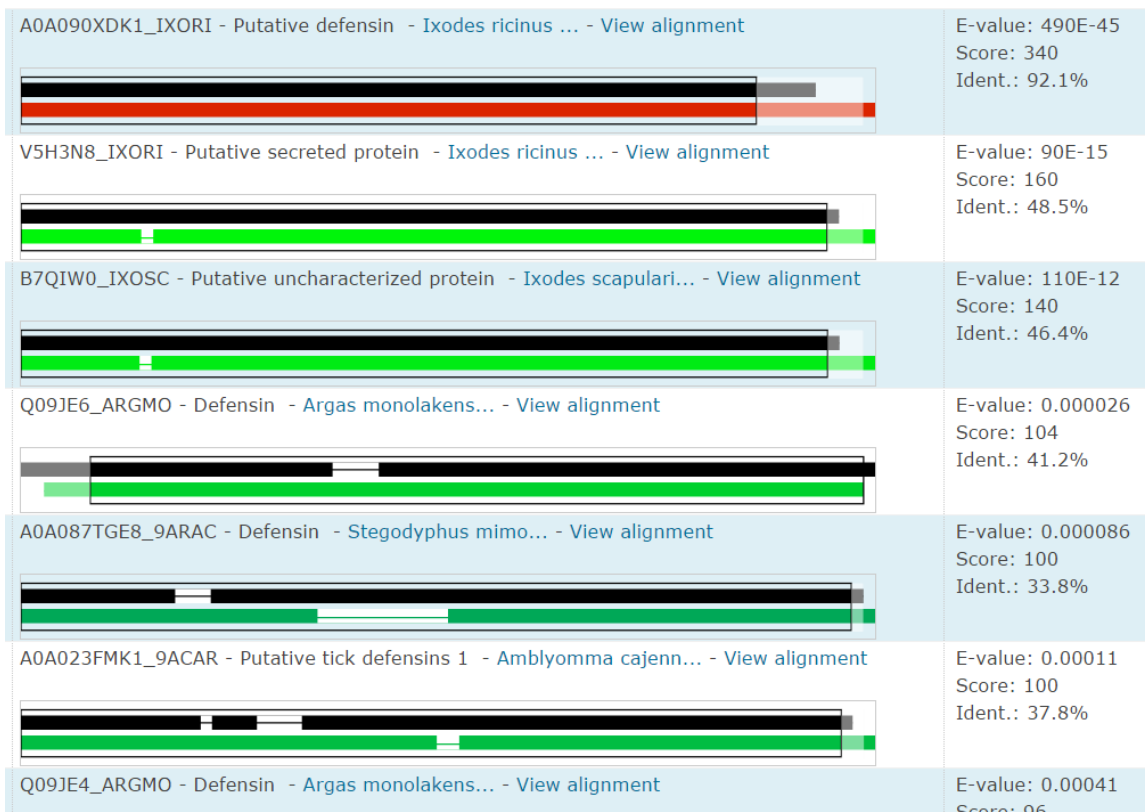 A0A090XDK1_IXORI - Putative defensin - Ixodes ricinus ... - View alignment
E-value: 490E-45
Score: 340
Ident.: 92.1%
V5H3N8_IXORI - Putative secreted protein - Ixodes ricinus ... - View alignment
E-value: 90E-15
Score: 160
Ident.: 48.5%
B7QIW0_IXOSC - Putative uncharacterized protein - Ixodes scapulari... - View alignment
E-value: 110E-12
Score: 140
Ident.: 46.4%
Q09JE6_ARGMO - Defensin - Argas monolakens... - View alignment
E-value: 0.000026
Score: 104
Ident.: 41.2%
A0A087TGE8_9ARAC - Defensin - Stegodyphus mimo... - View alignment
E-value: 0.000086
Score: 100
Ident.: 33.8%
A0A023FMK1_9ACAR - Putative tick defensins 1 - Amblyomma cajenn... - View alignment
E-value: 0.00011
Score: 100
Ident.: 37.8%
Q09JE4_ARGMO - Defensin - Argas monolakens... - View alignment
E-value: 0.00041
Score: 96